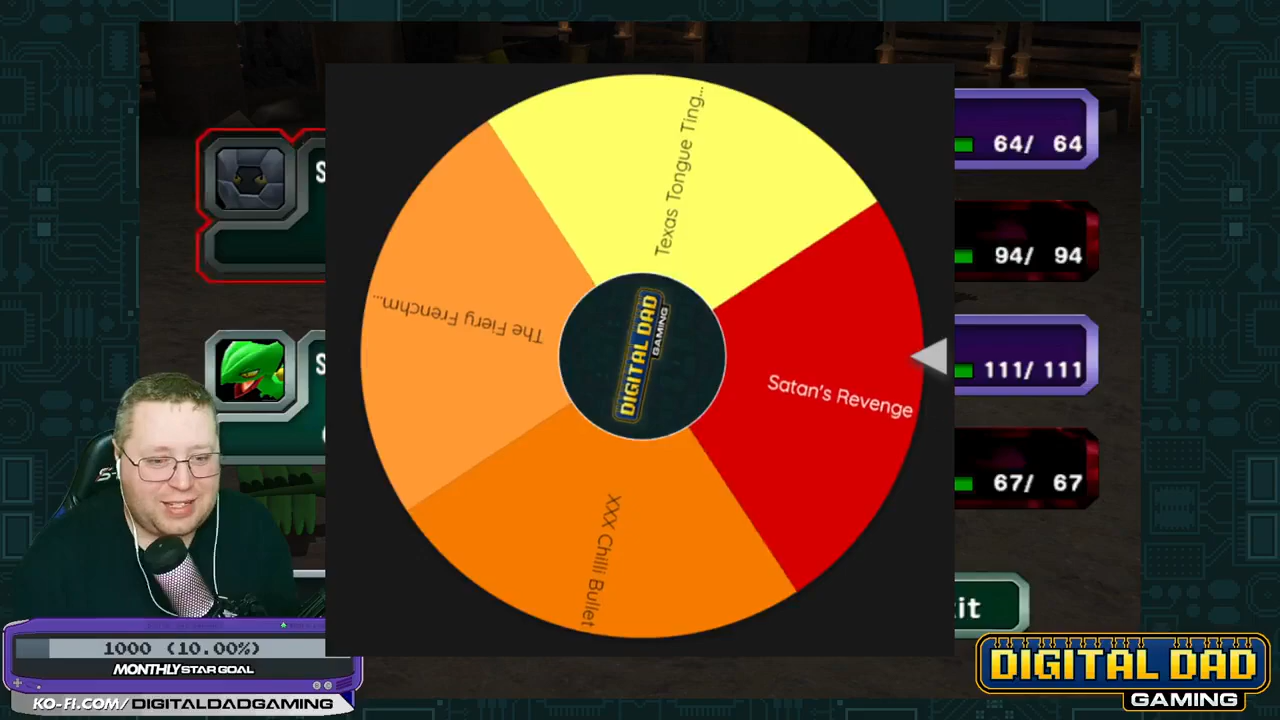 Texas Tongue Ting...
The Fiery Frenchm...
Satan's Revenge
XXX Chilli Bullet
DIGITAL DAD
GAMING
S
64/ 64
94/ 94
S
111/ 111
67/ 67
it
S-
1000 (10.00%)
MONTHLY STAR GOAL
KO-FI.COM/DIGITALDADGAMING
DIGITAL DAD
GAMING